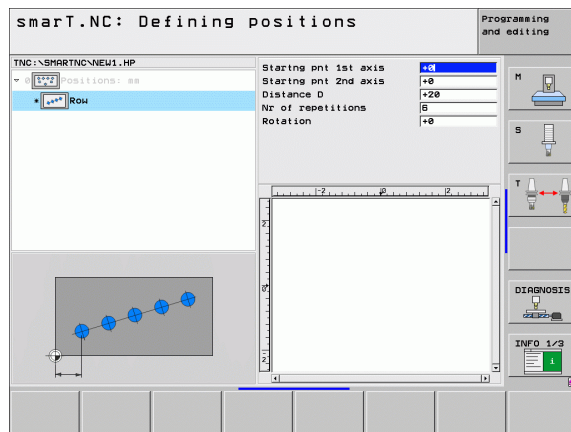 smarT.NC: Defining positions
Programming
and editing
TNC:\SMARTNC\NEW1.HP
0 Positions: mm
* Row
Startng pnt 1st axis +0
Startng pnt 2nd axis +0
Distance D +20
Nr of repetitions 6
Rotation +0
M
S
T
DIAGNOSIS
INFO 1/3
i